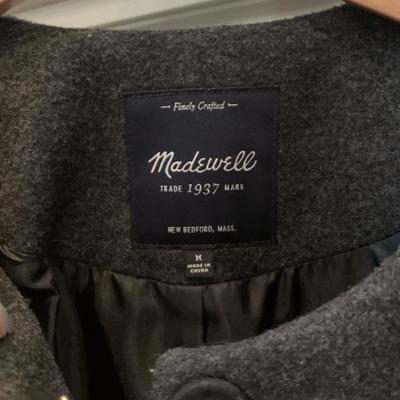 — Finely Crafted —
Madewell
TRADE 1937 MARK
NEW BEDFORD, MASS.
M
MADE IN
CHINA